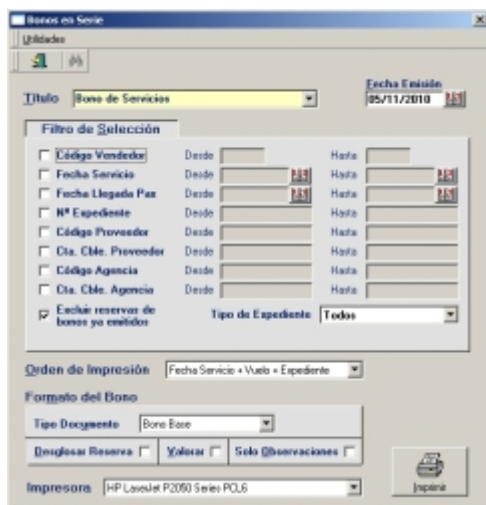 Bonos en Serie
Utilidades
Fecha Emisión
Título Bono de Servicios 05/11/2010
Filtro de Selección
Código Vendedor Desde Hasta
Fecha Servicio Desde Hasta
Fecha Llegada Pax Desde Hasta
Nº Expediente Desde Hasta
Código Proveedor Desde Hasta
Cta. Cble. Proveedor Desde Hasta
Código Agencia Desde Hasta
Cta. Cble. Agencia Desde Hasta
Excluir reservas de
bonos ya emitidos Tipo de Expediente Todos
Orden de Impresión Fecha Servicio + Vuelo + Expediente
Formato del Bono
Tipo Documento Bono Base
Desglosar Reserva Valorar Solo Observaciones
Impresora HP LaserJet P2050 Series PCL6 Imprimir